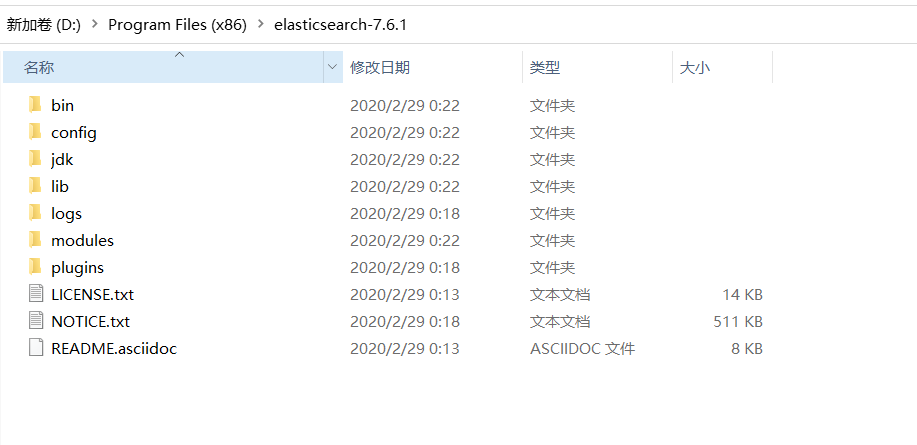 新加卷 (D:) > Program Files (x86) > elasticsearch-7.6.1
名称 修改日期 类型 大小
bin 2020/2/29 0:22 文件夹
config 2020/2/29 0:22 文件夹
jdk 2020/2/29 0:22 文件夹
lib 2020/2/29 0:22 文件夹
logs 2020/2/29 0:18 文件夹
modules 2020/2/29 0:22 文件夹
plugins 2020/2/29 0:18 文件夹
LICENSE.txt 2020/2/29 0:13 文本文档 14 KB
NOTICE.txt 2020/2/29 0:18 文本文档 511 KB
README.asciidoc 2020/2/29 0:13 ASCIIDOC 文件 8 KB